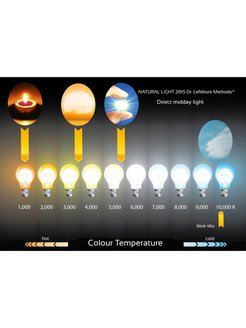 NATURAL LIGHT 2015 Dr. Lefebure Methods®
Direct midday light
1,000 2,000 3,000 4,000 5,000 6,000 7,000 8,000 9,000 10,000 K
blue sky
hot Colour Temperature cold